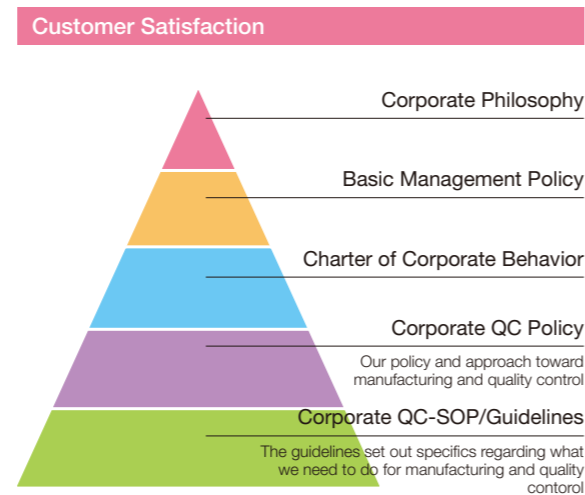 Customer Satisfaction
Corporate Philosophy
Basic Management Policy
Charter of Corporate Behavior
Corporate QC Policy
Our policy and approach toward
manufacturing and quality control
Corporate QC-SOP/Guidelines
The guidelines set out specifics regarding what
we need to do for manufacturing and quality
contorol